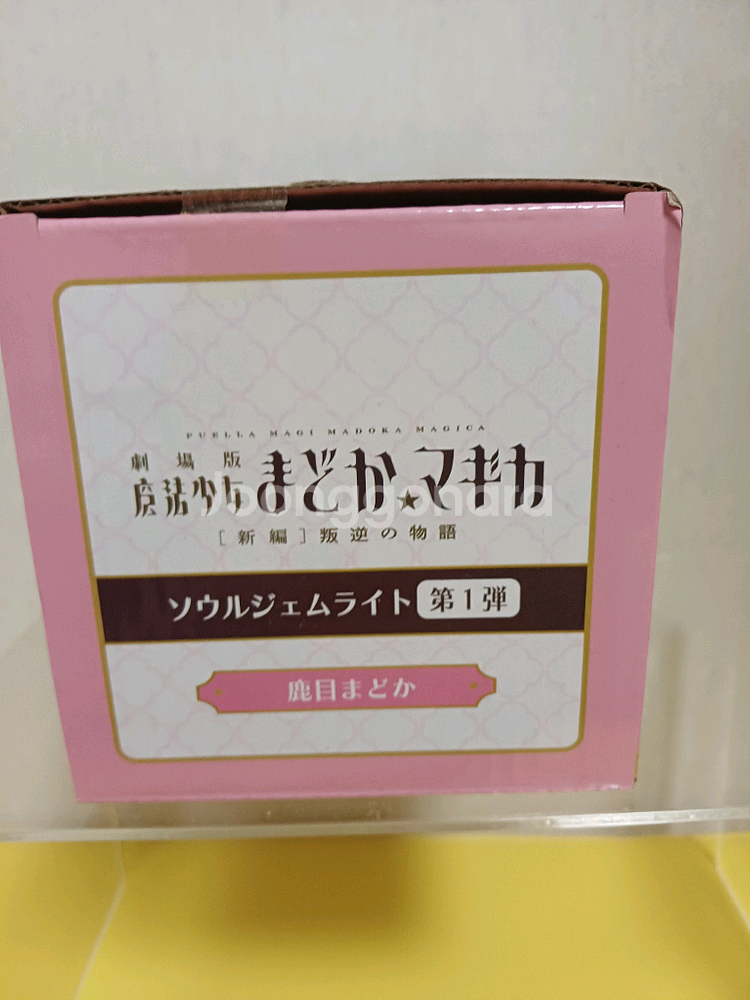 PUELLA MAGI MADOKA MAGICA
劇場版
魔法少女まどか★マギカ
[新編]叛逆の物語
Joonggonara
ソウルジェムライト 第1弾
鹿目まどか